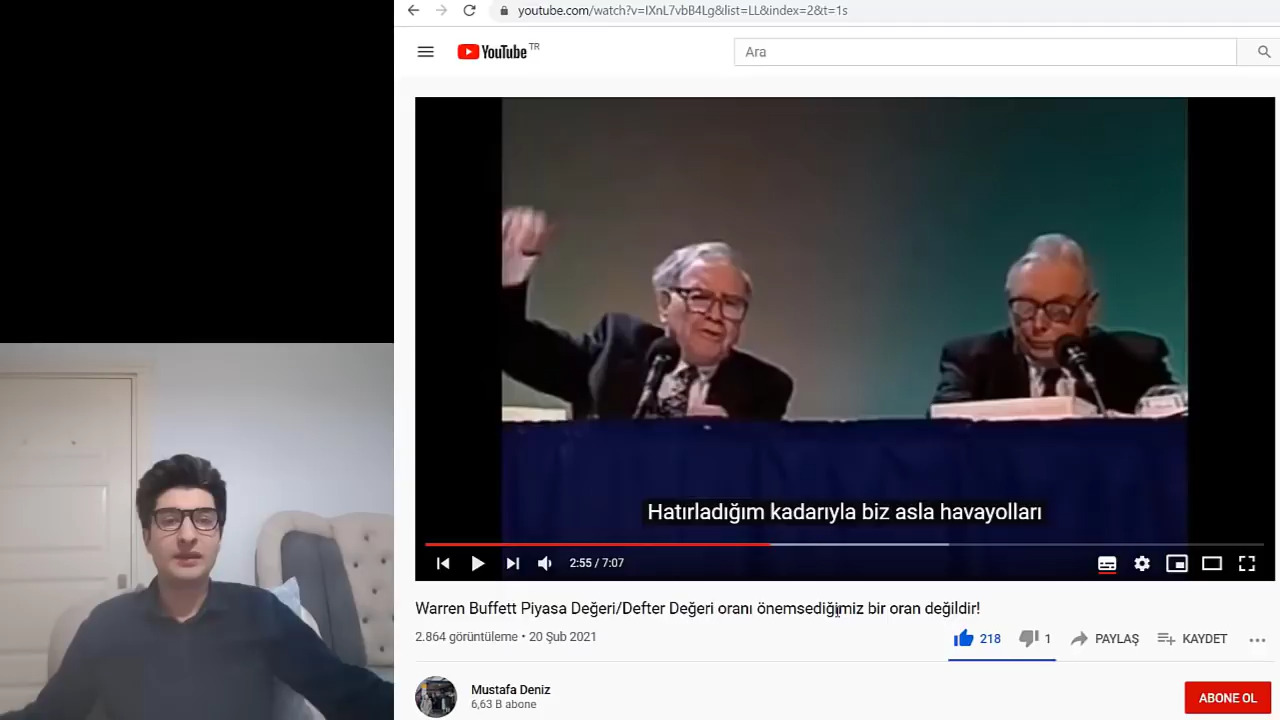 youtube.com/watch?v=IXnL7vbB4Lg&list=LL&index=2&t=1s
YouTube TR
Ara
Hatırladığım kadarıyla biz asla havayolları
2:55 / 7:07
Warren Buffett Piyasa Değeri/Defter Değeri oranı önemsediğimiz bir oran değildir!
2.864 görüntüleme • 20 Şub 2021
218
1
PAYLAŞ
KAYDET
Mustafa Deniz
6,63 B abone
ABONE OL